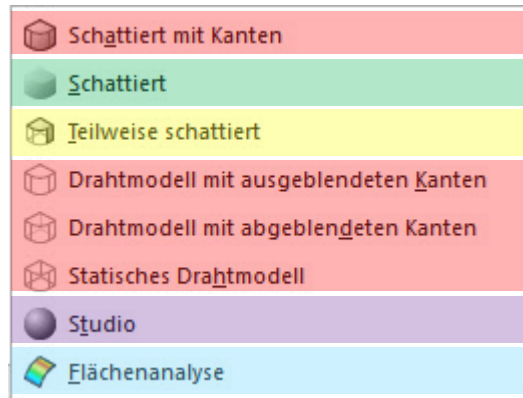 Schattiert mit Kanten
Schattiert
Teilweise schattiert
Drahtmodell mit ausgeblendeten Kanten
Drahtmodell mit abgeblendeten Kanten
Statisches Drahtmodell
Studio
Flächenanalyse